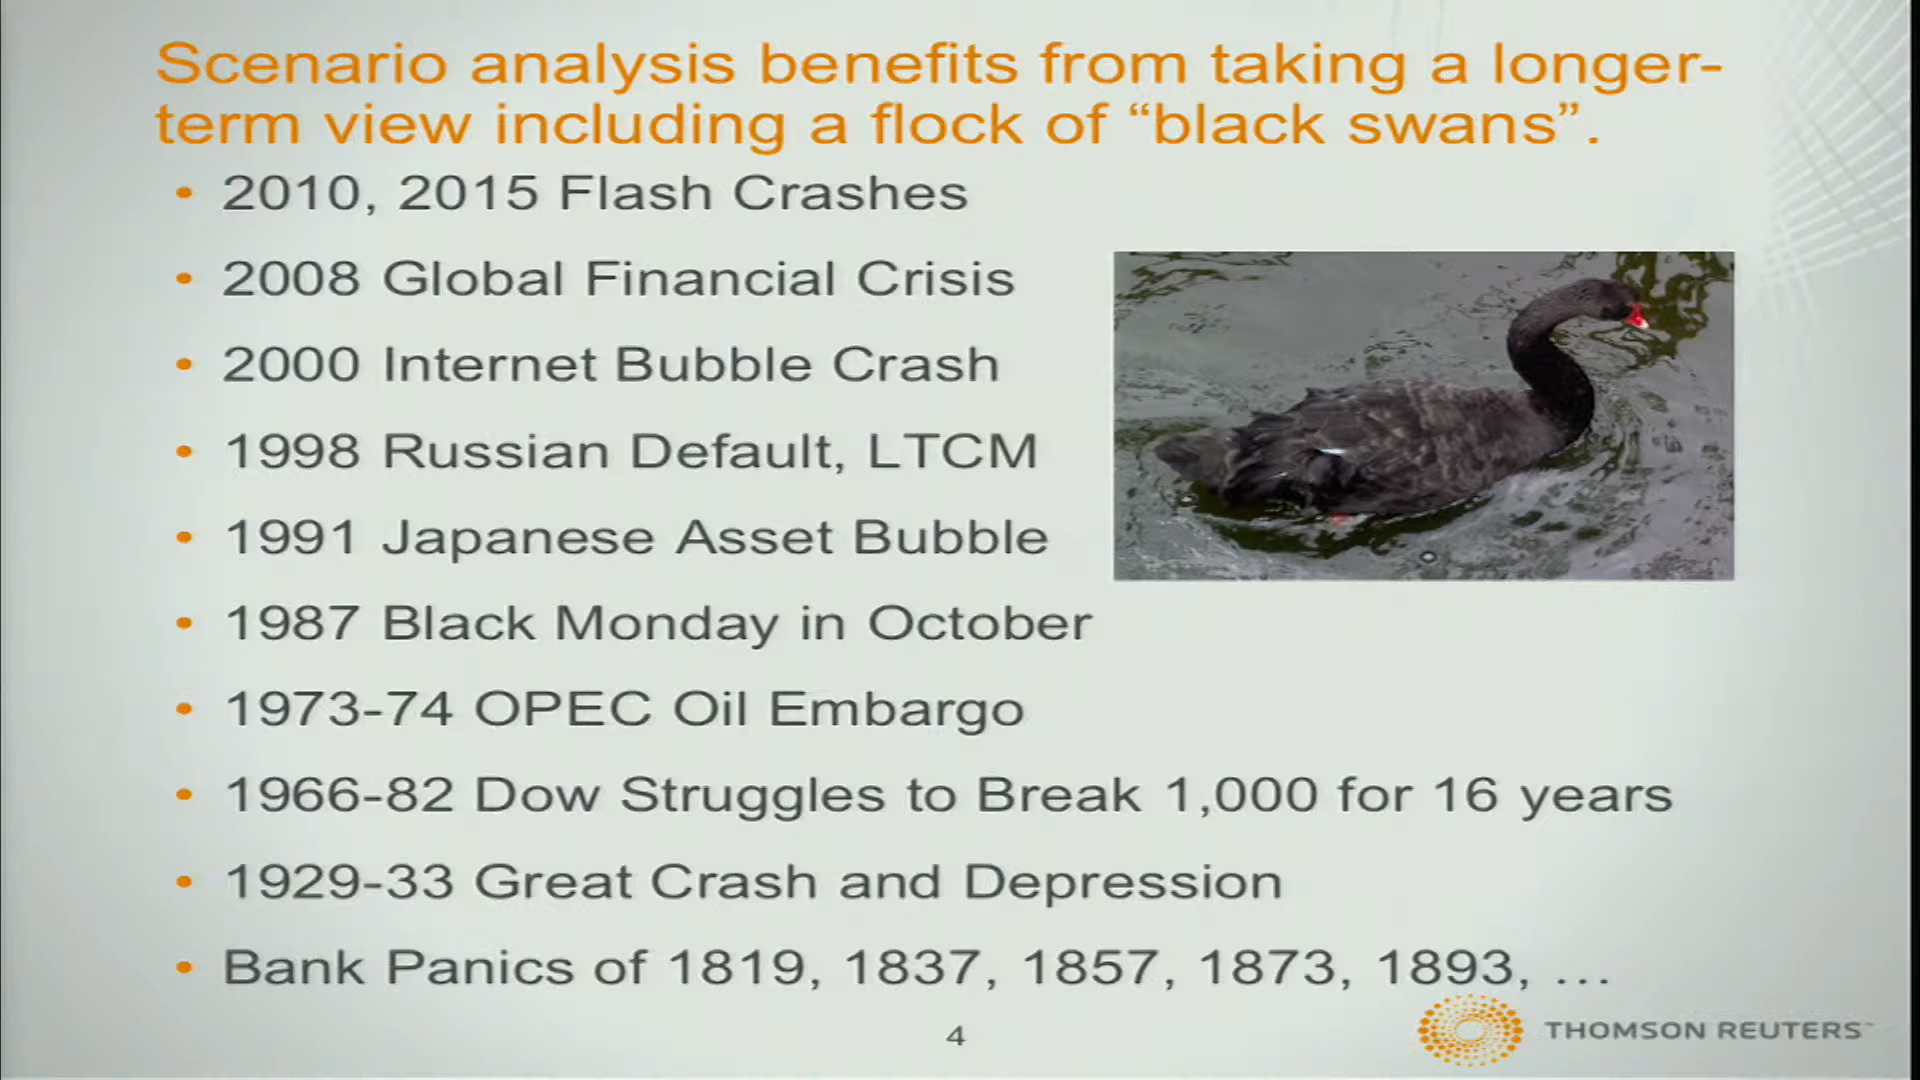 Scenario analysis benefits from taking a longer-
term view including a flock of “black swans”.
• 2010, 2015 Flash Crashes
• 2008 Global Financial Crisis
• 2000 Internet Bubble Crash
• 1998 Russian Default, LTCM
• 1991 Japanese Asset Bubble
• 1987 Black Monday in October
• 1973-74 OPEC Oil Embargo
• 1966-82 Dow Struggles to Break 1,000 for 16 years
• 1929-33 Great Crash and Depression
• Bank Panics of 1819, 1837, 1857, 1873, 1893, …
4
THOMSON REUTERS